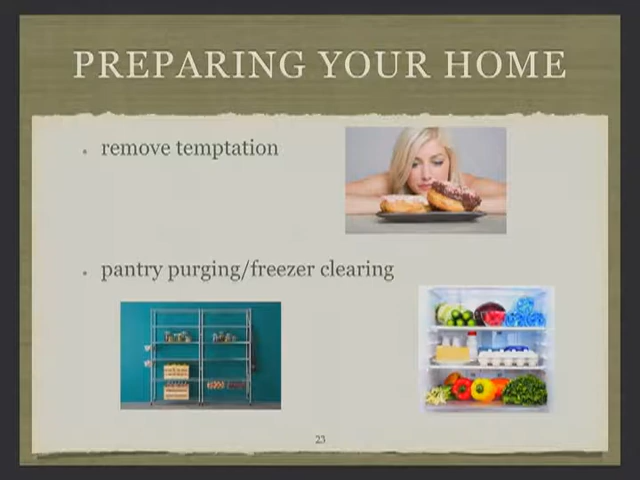 PREPARING YOUR HOME
• remove temptation
• pantry purging/freezer clearing
23